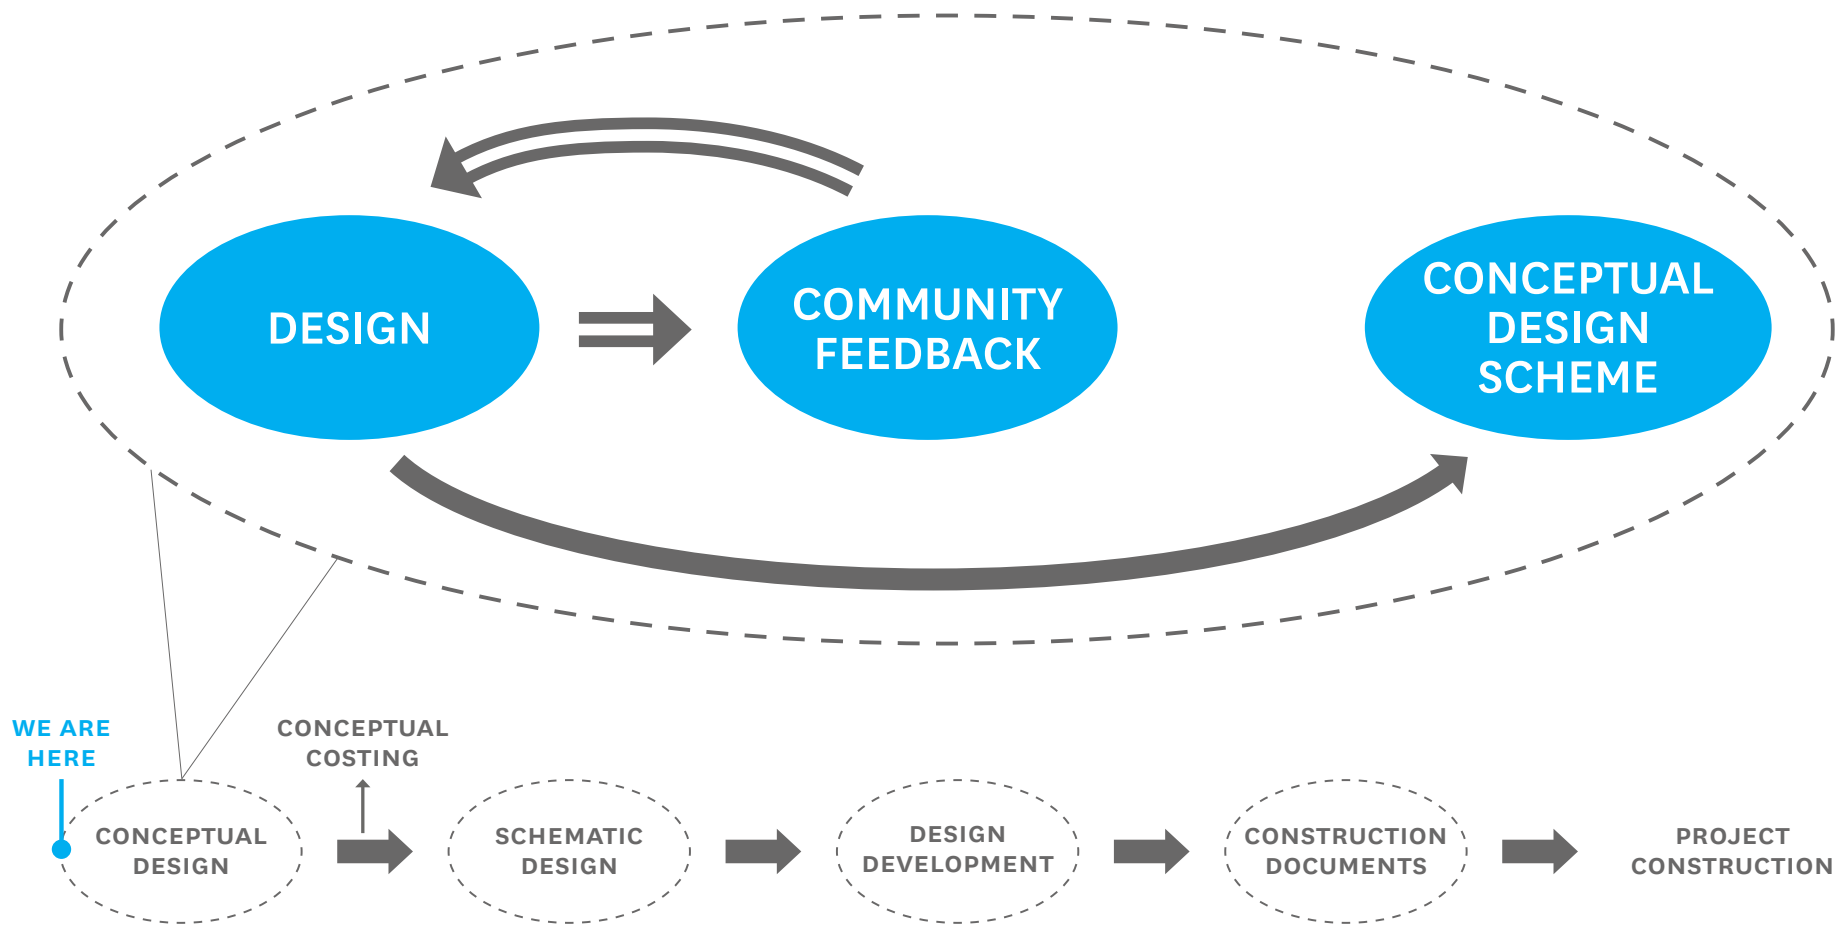 DESIGN
COMMUNITY
FEEDBACK
CONCEPTUAL
DESIGN
SCHEME
WE ARE
HERE
CONCEPTUAL
COSTING
CONCEPTUAL
DESIGN
SCHEMATIC
DESIGN
DESIGN
DEVELOPMENT
CONSTRUCTION
DOCUMENTS
PROJECT
CONSTRUCTION